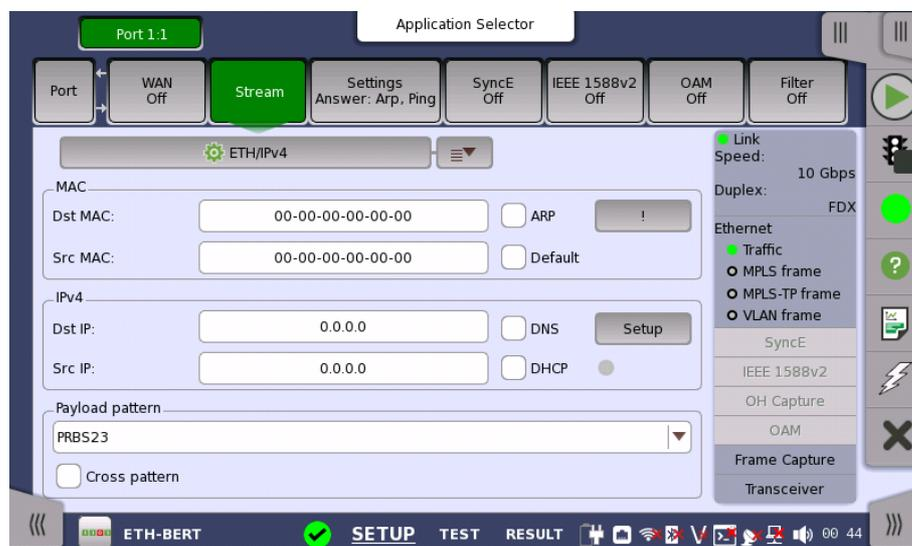 Application Selector
Port 1:1
Port
WAN
Off
Stream
Settings
Answer: Arp, Ping
SyncE
Off
IEEE 1588v2
Off
OAM
Off
Filter
Off
ETH/IPv4
MAC
Dst MAC:
00-00-00-00-00-00
ARP
!
Src MAC:
00-00-00-00-00-00
Default
IPv4
Dst IP:
0.0.0.0
DNS
Setup
Src IP:
0.0.0.0
DHCP
Payload pattern
PRBS23
Cross pattern
Link
Speed:
10 Gbps
Duplex:
FDX
Ethernet
Traffic
MPLS frame
MPLS-TP frame
VLAN frame
SyncE
IEEE 1588v2
OH Capture
OAM
Frame Capture
Transceiver
?
ETH-BERT
SETUP
TEST
RESULT
00 44